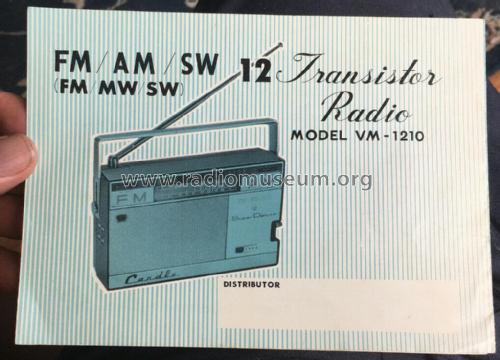 FM/AM/SW 12 Transistor
(FM/MW/SW) Radio
MODEL VM-1210
www.radiomuseum.org
FM
Candle
DISTRIBUTOR